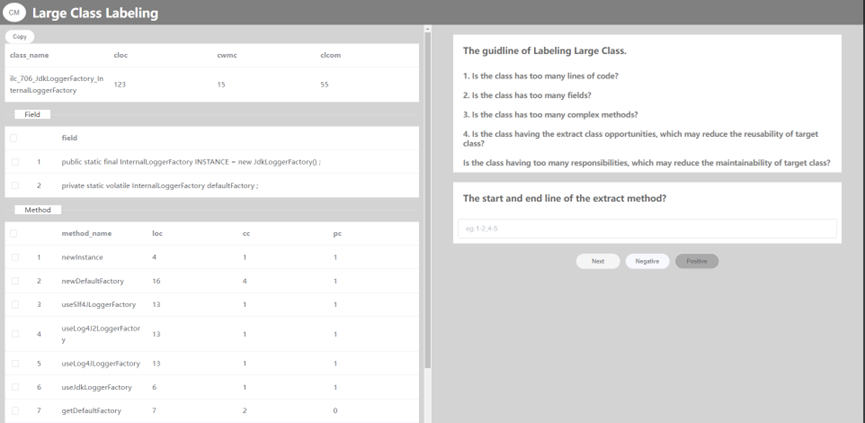 CM Large Class Labeling
Copy
class_name cloc cwmc clcom
ilc_706_JdkLoggerFactory_In
ternalLoggerFactory 123 15 55
Field
field
1 public static final InternalLoggerFactory INSTANCE = new JdkLoggerFactory() ;
2 private static volatile InternalLoggerFactory defaultFactory ;
Method
method_name loc cc pc
1 newInstance 4 1 1
2 newDefaultFactory 16 4 1
3 useSlf4JLoggerFactory 13 1 1
4 useLog4J2LoggerFactor
y 13 1 1
5 useLog4JLoggerFactory 13 1 1
6 useJdkLoggerFactory 6 1 1
7 getDefaultFactory 7 2 0
The guidline of Labeling Large Class.
1. Is the class has too many lines of code?
2. Is the class has too many fields?
3. Is the class has too many complex methods?
4. Is the class having the extract class opportunities, which may reduce the reusability of target
class?
Is the class having too many responsibilities, which may reduce the maintainability of target class?
The start and end line of the extract method?
eg.1-2,4-5
Next Negative Positive